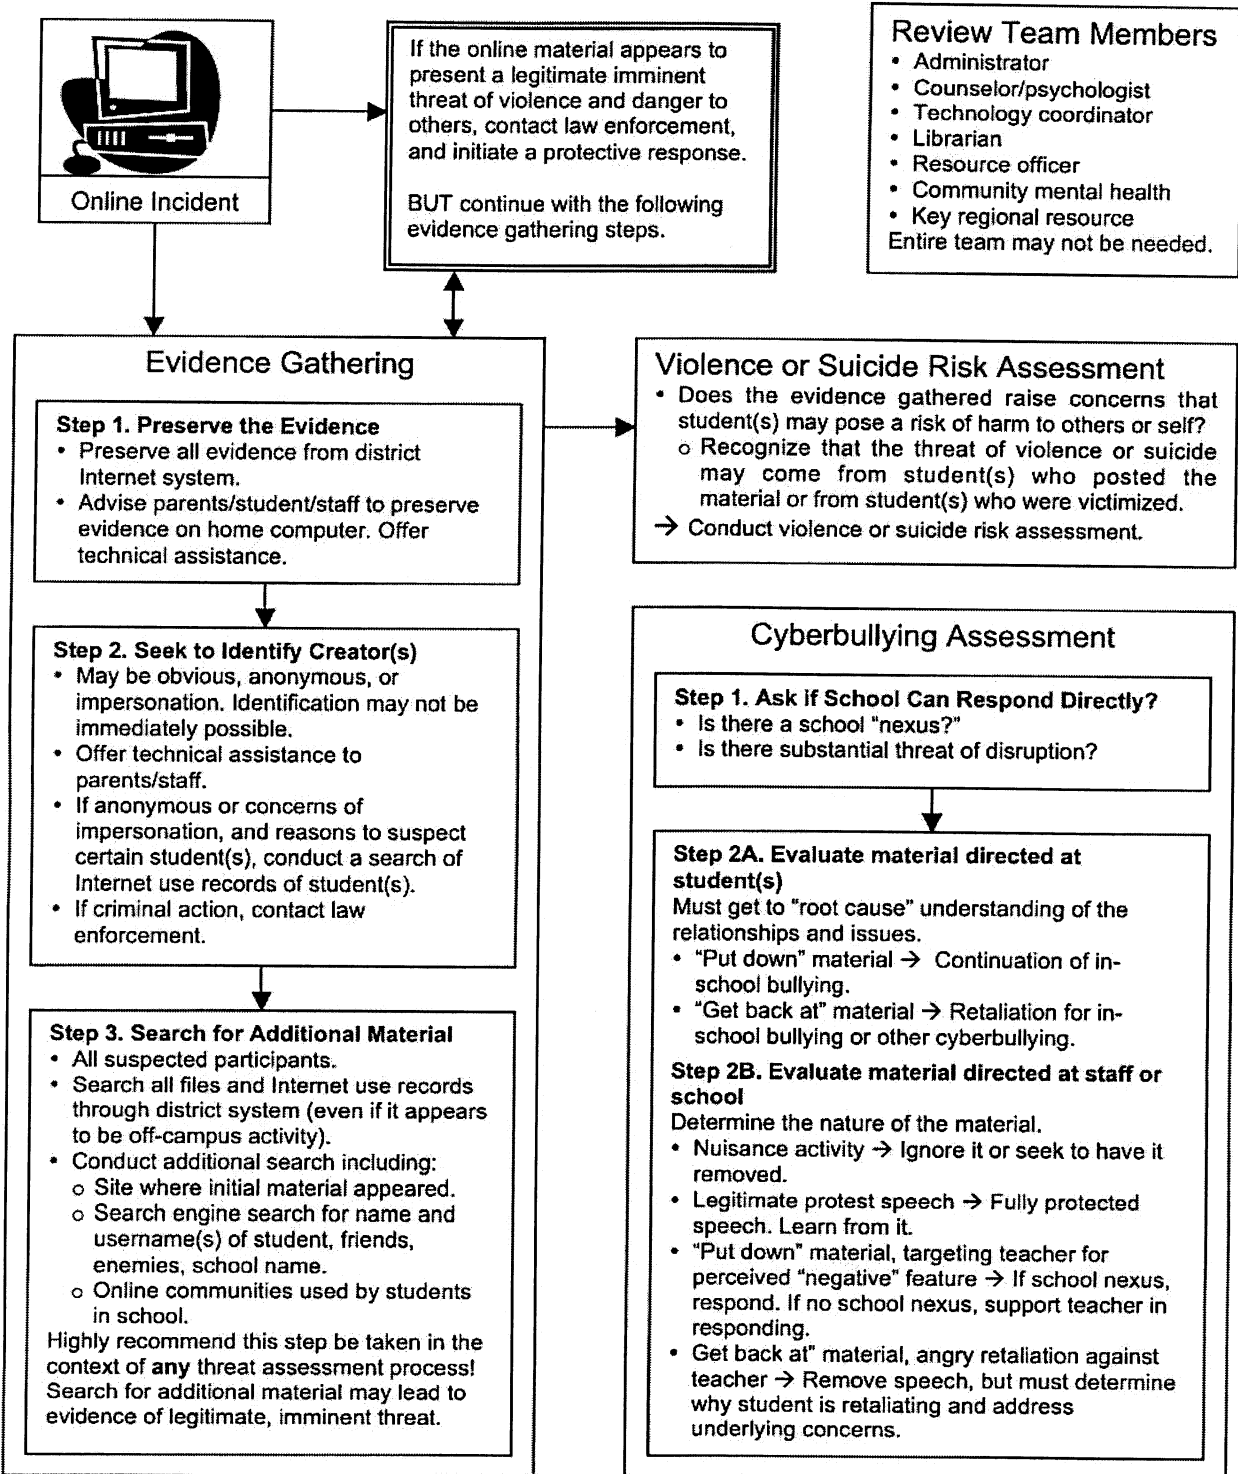 Online Incident
If the online material appears to
present a legitimate imminent
threat of violence and danger to
others, contact law enforcement,
and initiate a protective response.
BUT continue with the following
evidence gathering steps.
Review Team Members
• Administrator
• Counselor/psychologist
• Technology coordinator
• Librarian
• Resource officer
• Community mental health
• Key regional resource
Entire team may not be needed.
Evidence Gathering
Step 1. Preserve the Evidence
• Preserve all evidence from district
Internet system.
• Advise parents/student/staff to preserve
evidence on home computer. Offer
technical assistance.
Step 2. Seek to Identify Creator(s)
• May be obvious, anonymous, or
impersonation. Identification may not be
immediately possible.
• Offer technical assistance to
parents/staff.
• If anonymous or concerns of
impersonation, and reasons to suspect
certain student(s), conduct a search of
Internet use records of student(s).
• If criminal action, contact law
enforcement.
Step 3. Search for Additional Material
• All suspected participants.
• Search all files and Internet use records
through district system (even if it appears
to be off-campus activity).
• Conduct additional search including:
o Site where initial material appeared.
o Search engine search for name and
username(s) of student, friends,
enemies, school name.
o Online communities used by students
in school.
Highly recommend this step be taken in the
context of any threat assessment process!
Search for additional material may lead to
evidence of legitimate, imminent threat.
Violence or Suicide Risk Assessment
• Does the evidence gathered raise concerns that
student(s) may pose a risk of harm to others or self?
o Recognize that the threat of violence or suicide
may come from student(s) who posted the
material or from student(s) who were victimized.
→ Conduct violence or suicide risk assessment.
Cyberbullying Assessment
Step 1. Ask if School Can Respond Directly?
• Is there a school “nexus?”
• Is there substantial threat of disruption?
Step 2A. Evaluate material directed at
student(s)
Must get to “root cause” understanding of the
relationships and issues.
• “Put down” material → Continuation of in-
school bullying.
• “Get back at” material → Retaliation for in-
school bullying or other cyberbullying.
Step 2B. Evaluate material directed at staff or
school
Determine the nature of the material.
• Nuisance activity → Ignore it or seek to have it
removed.
• Legitimate protest speech → Fully protected
speech. Learn from it.
• “Put down” material, targeting teacher for
perceived “negative” feature → If school nexus,
respond. If no school nexus, support teacher in
responding.
• Get back at” material, angry retaliation against
teacher → Remove speech, but must determine
why student is retaliating and address
underlying concerns.